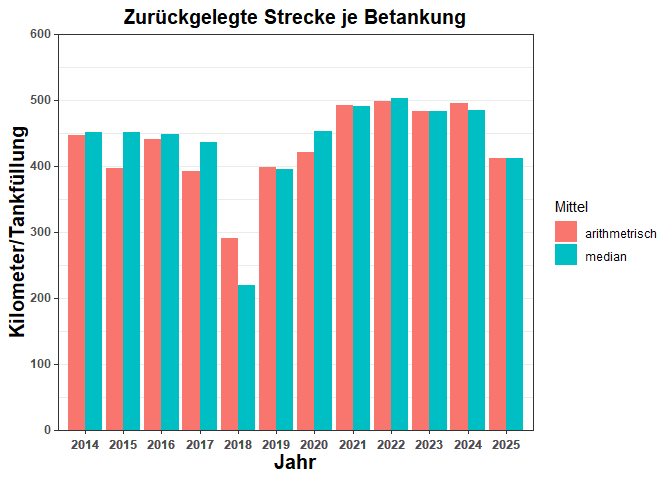 Zurückgelegte Strecke je Betankung
Kilometer/Tankfüllung
600
500
400
300
200
100
0
2014 2015 2016 2017 2018 2019 2020 2021 2022 2023 2024 2025
Jahr
Mittel
arithmetrisch
median